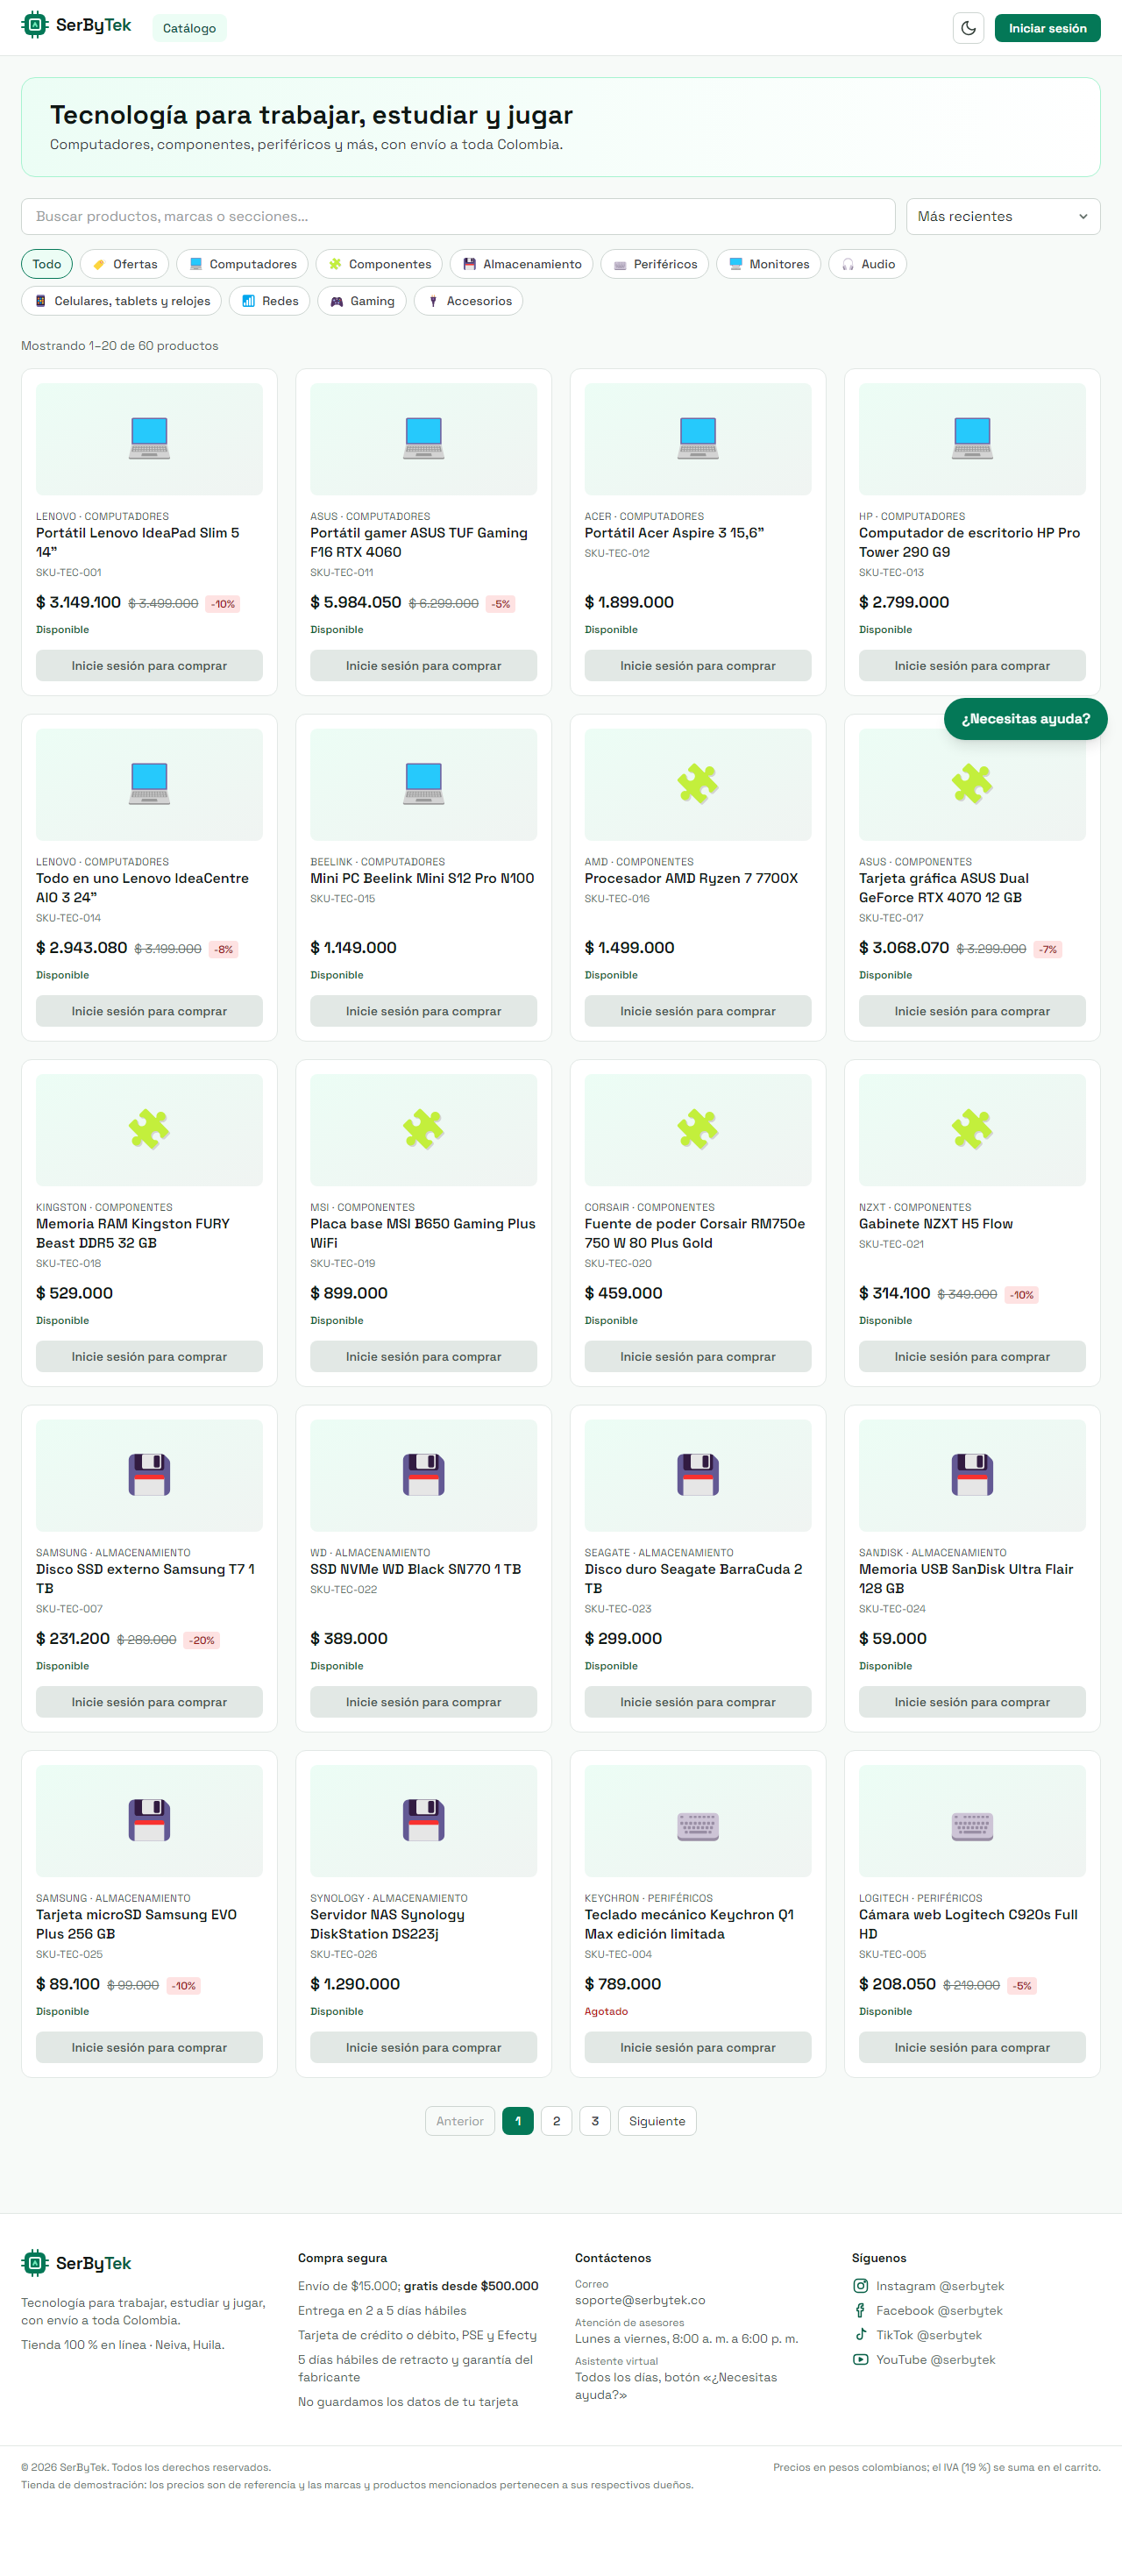 SerByTek
Catálogo
Iniciar sesión
Tecnología para trabajar, estudiar y jugar
Computadores, componentes, periféricos y más, con envío a toda Colombia.
Buscar productos, marcas o secciones...
Más recientes
Todo
Ofertas
Computadores
Componentes
Almacenamiento
Periféricos
Monitores
Audio
Celulares, tablets y relojes
Redes
Gaming
Accesorios
Mostrando 1–20 de 60 productos
LENOVO · COMPUTADORES
Portátil Lenovo IdeaPad Slim 5
14”
SKU-TEC-001
$ 3.149.100 $ 3.499.000 -10%
Disponible
Inicie sesión para comprar
ASUS · COMPUTADORES
Portátil gamer ASUS TUF Gaming
F16 RTX 4060
SKU-TEC-011
$ 5.984.050 $ 6.299.000 -5%
Disponible
Inicie sesión para comprar
ACER · COMPUTADORES
Portátil Acer Aspire 3 15,6”
SKU-TEC-012
$ 1.899.000
Disponible
Inicie sesión para comprar
HP · COMPUTADORES
Computador de escritorio HP Pro
Tower 290 G9
SKU-TEC-013
$ 2.799.000
Disponible
Inicie sesión para comprar
¿Necesitas ayuda?
LENOVO · COMPUTADORES
Todo en uno Lenovo IdeaCentre
AIO 3 24”
SKU-TEC-014
$ 2.943.080 $ 3.199.000 -8%
Disponible
Inicie sesión para comprar
BEELINK · COMPUTADORES
Mini PC Beelink Mini S12 Pro N100
SKU-TEC-015
$ 1.149.000
Disponible
Inicie sesión para comprar
AMD · COMPONENTES
Procesador AMD Ryzen 7 7700X
SKU-TEC-016
$ 1.499.000
Disponible
Inicie sesión para comprar
ASUS · COMPONENTES
Tarjeta gráfica ASUS Dual
GeForce RTX 4070 12 GB
SKU-TEC-017
$ 3.068.070 $ 3.299.000 -7%
Disponible
Inicie sesión para comprar
KINGSTON · COMPONENTES
Memoria RAM Kingston FURY
Beast DDR5 32 GB
SKU-TEC-018
$ 529.000
Disponible
Inicie sesión para comprar
MSI · COMPONENTES
Placa base MSI B650 Gaming Plus
WiFi
SKU-TEC-019
$ 899.000
Disponible
Inicie sesión para comprar
CORSAIR · COMPONENTES
Fuente de poder Corsair RM750e
750 W 80 Plus Gold
SKU-TEC-020
$ 459.000
Disponible
Inicie sesión para comprar
NZXT · COMPONENTES
Gabinete NZXT H5 Flow
SKU-TEC-021
$ 314.100 $ 349.000 -10%
Disponible
Inicie sesión para comprar
SAMSUNG · ALMACENAMIENTO
Disco SSD externo Samsung T7 1
TB
SKU-TEC-007
$ 231.200 $ 289.000 -20%
Disponible
Inicie sesión para comprar
WD · ALMACENAMIENTO
SSD NVMe WD Black SN770 1 TB
SKU-TEC-022
$ 389.000
Disponible
Inicie sesión para comprar
SEAGATE · ALMACENAMIENTO
Disco duro Seagate BarraCuda 2
TB
SKU-TEC-023
$ 299.000
Disponible
Inicie sesión para comprar
SANDISK · ALMACENAMIENTO
Memoria USB SanDisk Ultra Flair
128 GB
SKU-TEC-024
$ 59.000
Disponible
Inicie sesión para comprar
SAMSUNG · ALMACENAMIENTO
Tarjeta microSD Samsung EVO
Plus 256 GB
SKU-TEC-025
$ 89.100 $ 99.000 -10%
Disponible
Inicie sesión para comprar
SYNOLOGY · ALMACENAMIENTO
Servidor NAS Synology
DiskStation DS223j
SKU-TEC-026
$ 1.290.000
Disponible
Inicie sesión para comprar
KEYCHRON · PERIFÉRICOS
Teclado mecánico Keychron Q1
Max edición limitada
SKU-TEC-004
$ 789.000
Agotado
Inicie sesión para comprar
LOGITECH · PERIFÉRICOS
Cámara web Logitech C920s Full
HD
SKU-TEC-005
$ 208.050 $ 219.000 -5%
Disponible
Inicie sesión para comprar
Anterior 1 2 3 Siguiente
SerByTek
Tecnología para trabajar, estudiar y jugar,
con envío a toda Colombia.
Tienda 100 % en línea · Neiva, Huila.
Compra segura
Envío de $15.000; gratis desde $500.000
Entrega en 2 a 5 días hábiles
Tarjeta de crédito o débito, PSE y Efecty
5 días hábiles de retracto y garantía del
fabricante
No guardamos los datos de tu tarjeta
Contáctenos
Correo
soporte@serbytek.co
Atención de asesores
Lunes a viernes, 8:00 a. m. a 6:00 p. m.
Asistente virtual
Todos los días, botón «¿Necesitas
ayuda?»
Síguenos
Instagram @serbytek
Facebook @serbytek
TikTok @serbytek
YouTube @serbytek
© 2026 SerByTek. Todos los derechos reservados.
Precios en pesos colombianos; el IVA (19 %) se suma en el carrito.
Tienda de demostración: los precios son de referencia y las marcas y productos mencionados pertenecen a sus respectivos dueños.